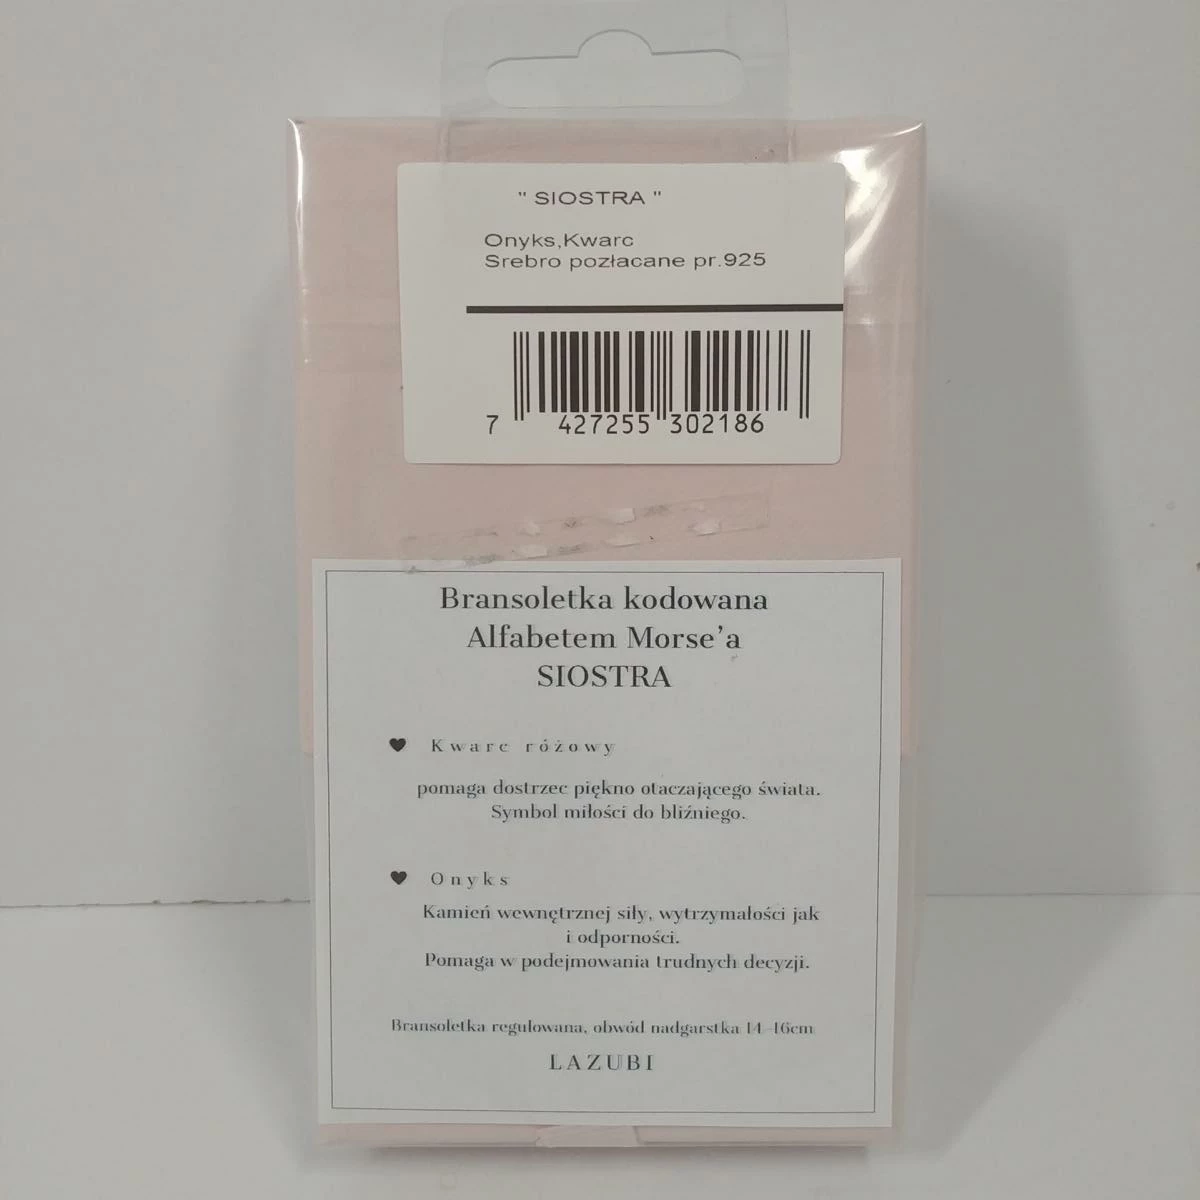 " SIOSTRA "
Onyks,Kwarc
Srebro pozłacane pr.925
7 427255 302186
Bransoletka kodowana
Alfabetem Morse’a
SIOSTRA
♥ Kwarc różowy
pomaga dostrzec piękno otaczającego świata.
Symbol miłości do bliźniego.
♥ Onyks
Kamień wewnętrznej siły, wytrzymałości jak
i odporności.
Pomaga w podejmowania trudnych decyzji.
Bransoletka regulowana, obwód nadgarstka 14-16cm
LAZUBI